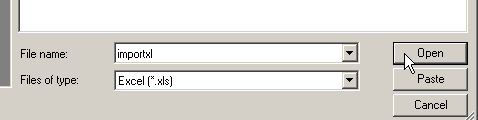 File name: importxl Open
Files of type: Excel (*.xls) Paste
Cancel